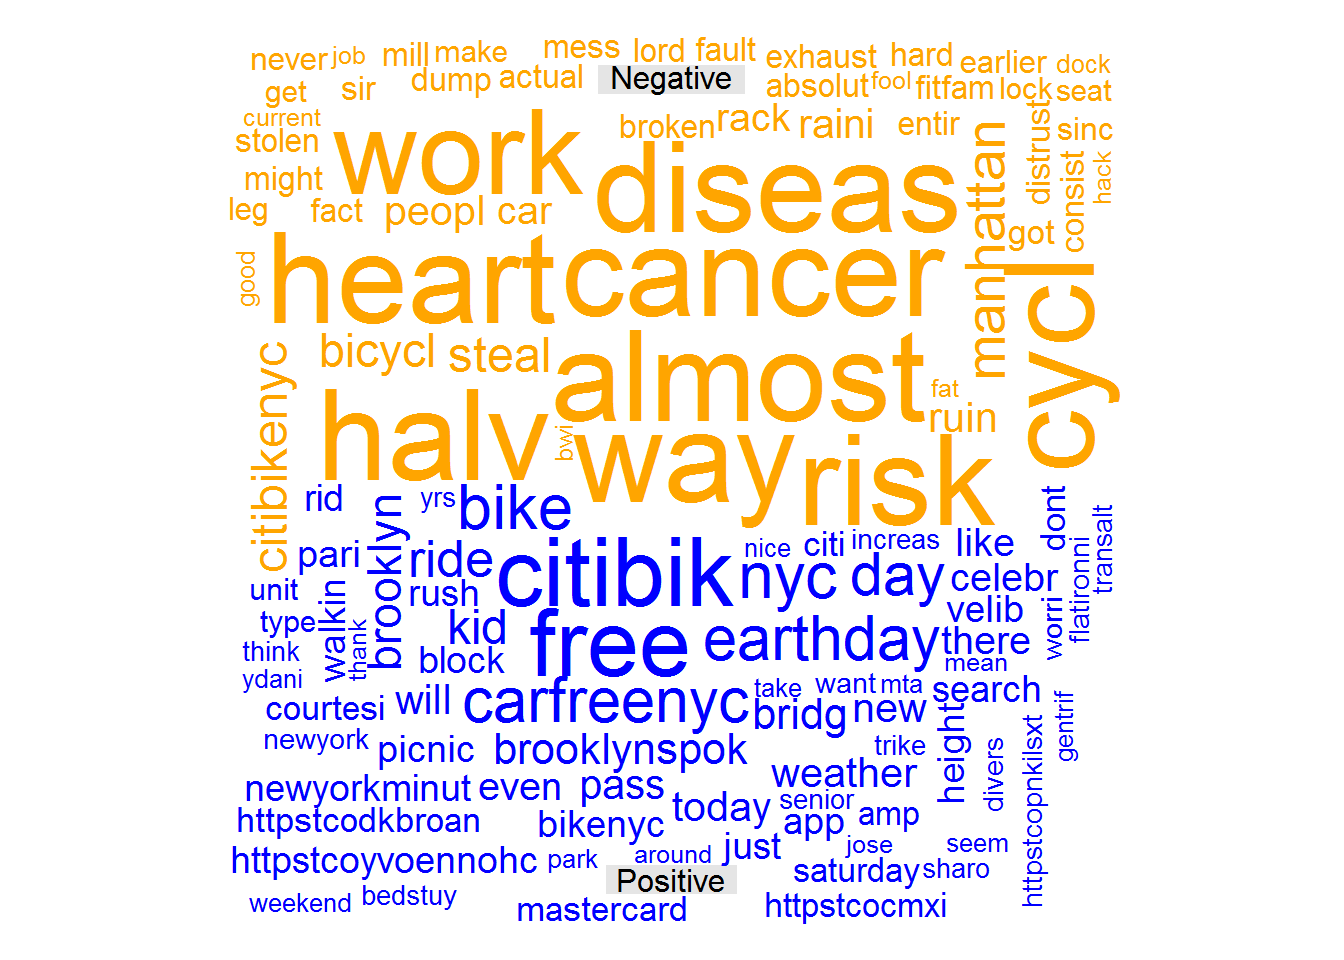 never job mill make mess lord fault exhaust hard earlier dock
get sir dump actual Negative absolut fool fitfam lock seat
current
stolen work broken rack raini entir manhattan distrust sinc
might diseas consist hack
leg fact peopl car got
good heart cancer cycl
bicycl steal almost
citibikenyc halv fat
bwi way risk ruin
rid yrs bike dont transalt
pari brooklyn ride citibik nice citi increas like flatironni
unit walkin rush nyc day celebr
type thank kid free earthday velib worri
think block there
ydani mean
courtesi will carfreenyc take want mta search
newyork picnic brooklynspok bridg new height gentrif
trike
newyorkminut even pass weather divers httpstcopnkilsxt
httpstcodkbroan bikenyc today senior app amp
httpstcoyvoennohc park around just jose seem
Positive saturday sharo
weekend bedstuy mastercard httpstcocmxi